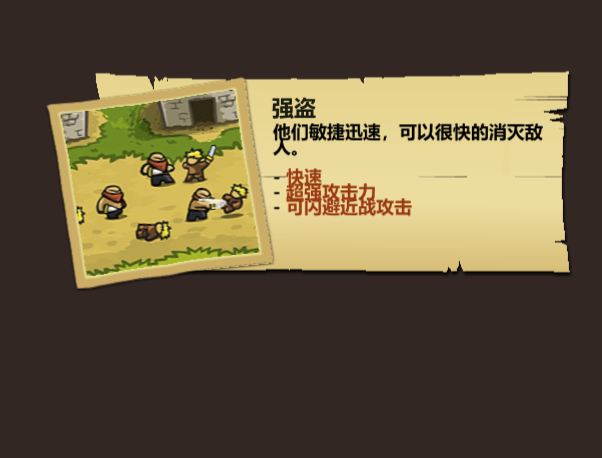 强盗
他们敏捷迅速，可以很快的消灭敌
人。
- 快速
- 超强攻击力
- 可闪避近战攻击